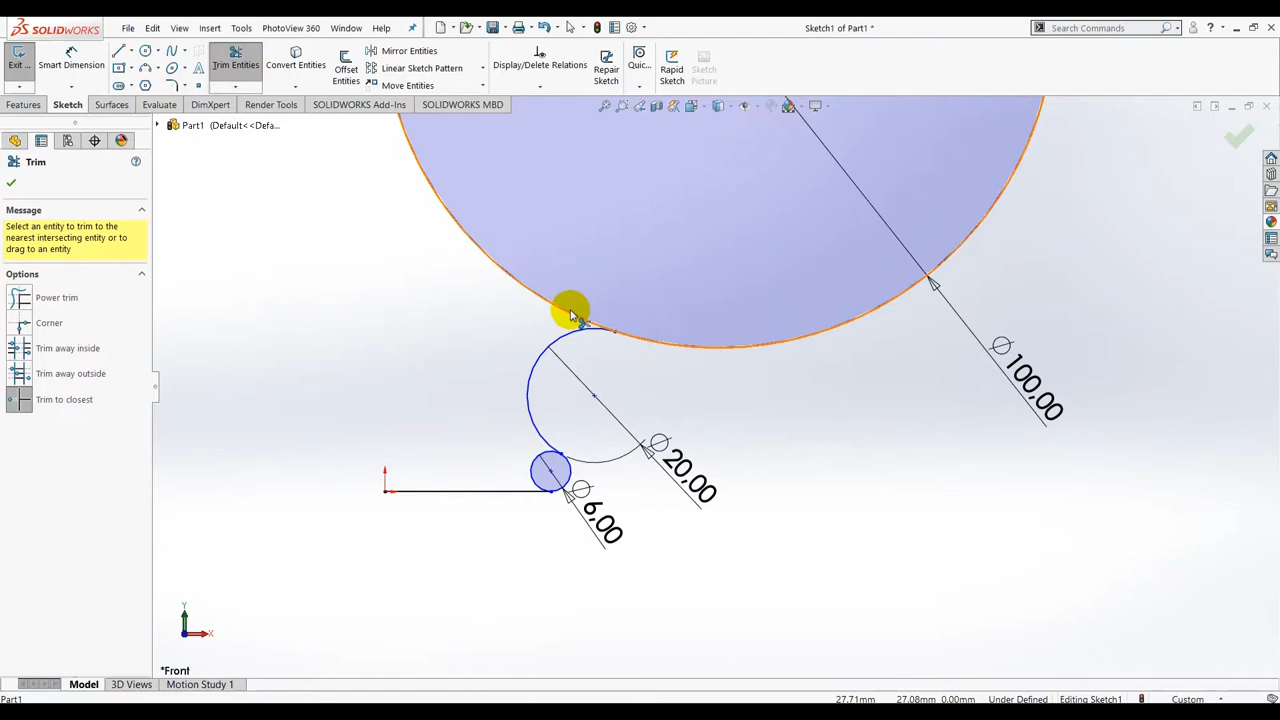 SOLIDWORKS
File
Edit
View
Insert
Tools
PhotoView 360
Window
Help
Sketch1 of Part1 *
Search Commands
Exit ...
Smart Dimension
Trim Entities
Convert Entities
Offset
Entities
Mirror Entities
Linear Sketch Pattern
Move Entities
Display/Delete Relations
Repair
Sketch
Quic...
Rapid
Sketch
Sketch
Picture
Features
Sketch
Surfaces
Evaluate
DimXpert
Render Tools
SOLIDWORKS Add-Ins
SOLIDWORKS MBD
Part1 (Default<<Defa...
Trim
Message
Select an entity to trim to the
nearest intersecting entity or to
drag to an entity
Options
Power trim
Corner
Trim away inside
Trim away outside
Trim to closest
∅ 100,00
∅ 20,00
∅ 6,00
Y
X
*Front
Model
3D Views
Motion Study 1
Part1
27.71mm
27.08mm
0.00mm
Under Defined
Editing Sketch1
Custom